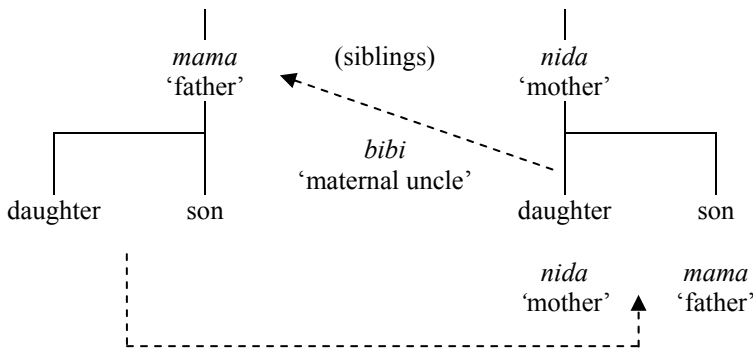 mama
‘father’
(siblings)
nida
‘mother’
bibi
‘maternal uncle’
daughter
son
daughter
son
nida
‘mother’
mama
‘father’